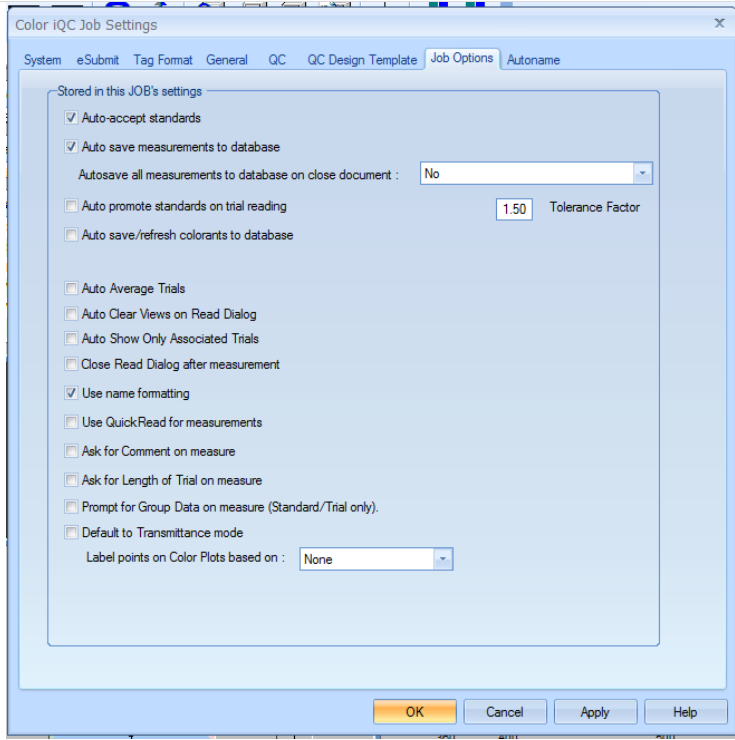 Color iQC Job Settings
x
System eSubmit Tag Format General QC QC Design Template Job Options Autoname
Stored in this JOB's settings
Auto-accept standards
Auto save measurements to database
Autosave all measurements to database on close document : No
Auto promote standards on trial reading 1.50 Tolerance Factor
Auto save/refresh colorants to database
Auto Average Trials
Auto Clear Views on Read Dialog
Auto Show Only Associated Trials
Close Read Dialog after measurement
Use name formatting
Use QuickRead for measurements
Ask for Comment on measure
Ask for Length of Trial on measure
Prompt for Group Data on measure (Standard/Trial only).
Default to Transmittance mode
Label points on Color Plots based on : None
OK Cancel Apply Help